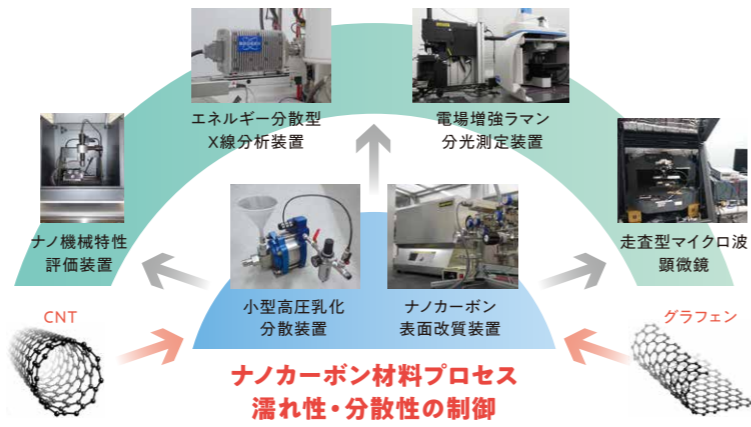 エネルギー分散型
X線分析装置
電場増強ラマン
分光測定装置
ナノ機械特性
評価装置
走査型マイクロ波
顕微鏡
小型高圧乳化
分散装置
ナノカーボン
表面改質装置
CNT
グラフェン
ナノカーボン材料プロセス
濡れ性・分散性の制御